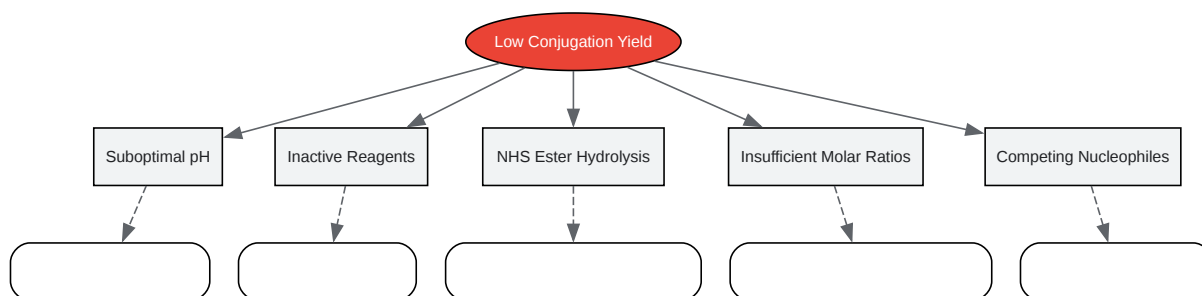 Low Conjugation Yield
Suboptimal pH
Inactive Reagents
NHS Ester Hydrolysis
Insufficient Molar Ratios
Competing Nucleophiles